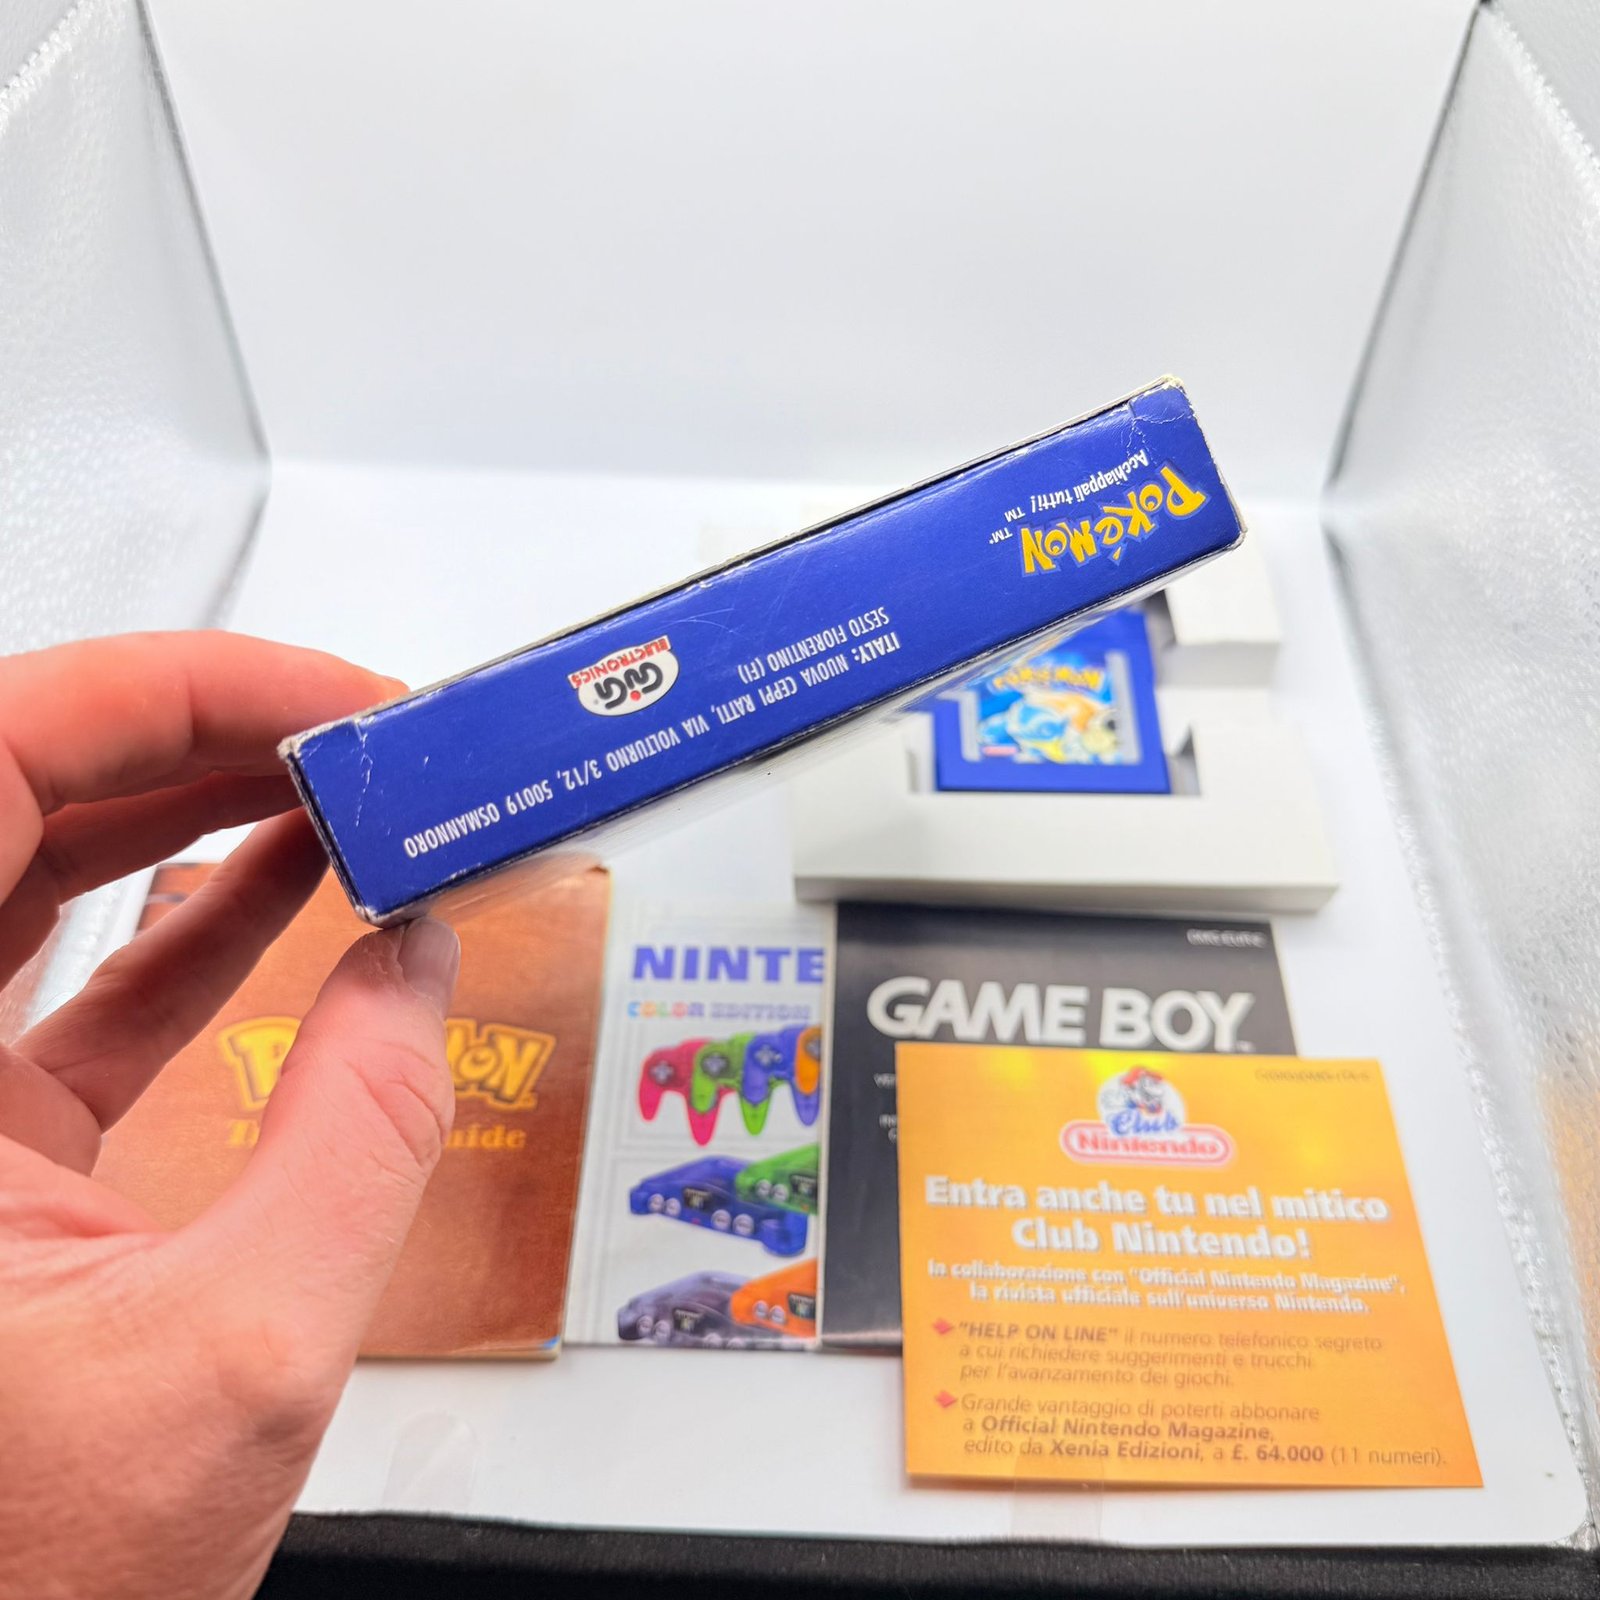 POKéMON TM
Acchiappali tutti! TM
ITALY: NUOVA CEPPI RATTI, VIA VOLTURNO 3/12, 50019 OSMANNORO
SESTO FIORENTINO (FI)
GiG ®
ELECTRONICS
POKéMON
NINTE
COLOR EDITION
GAME BOY
Club
Nintendo
Entra anche tu nel mitico
Club Nintendo!
In collaborazione con "Official Nintendo Magazine",
la rivista ufficiale sull'universo Nintendo.
"HELP ON LINE" il numero telefonico segreto
a cui richiedere suggerimenti e trucchi
per l'avanzamento dei giochi.
Grande vantaggio di poterti abbonare
a Official Nintendo Magazine,
edito da Xenia Edizioni, a £. 64.000 (11 numeri).